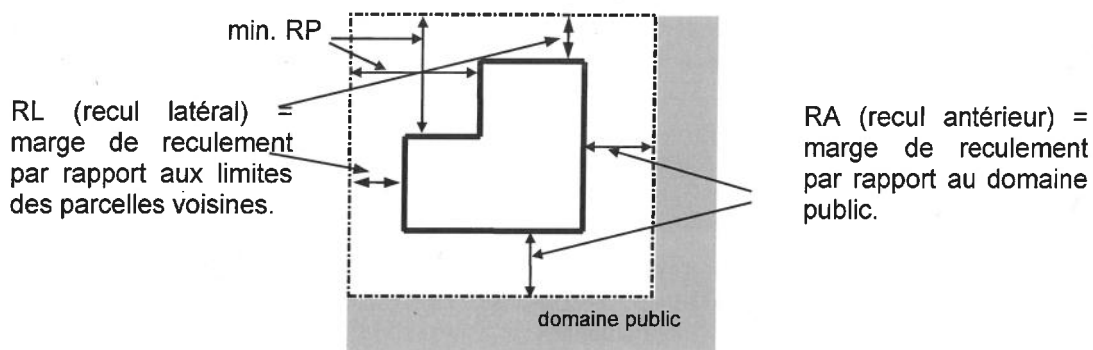 min. RP
RL (recul latéral) =
marge de reculement
par rapport aux limites
des parcelles voisines.
RA (recul antérieur) =
marge de reculement
par rapport au domaine
public.
domaine public